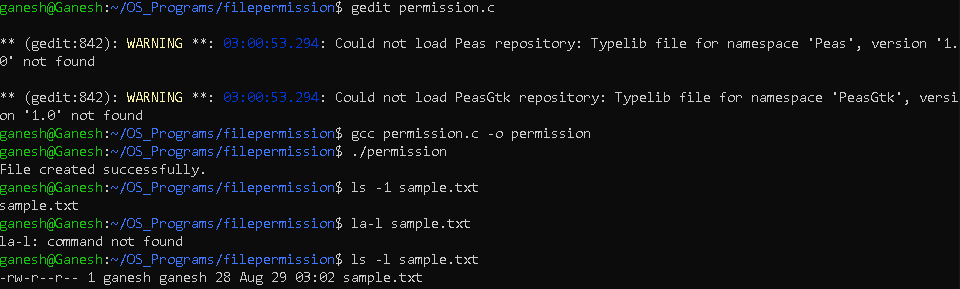 ganesh@Ganesh:~/OS_Programs/filepermission$ gedit permission.c
** (gedit:842): WARNING **: 03:00:53.294: Could not load Peas repository: Typelib file for namespace 'Peas', version '1.
0' not found
** (gedit:842): WARNING **: 03:00:53.294: Could not load PeasGtk repository: Typelib file for namespace 'PeasGtk', versi
on '1.0' not found
ganesh@Ganesh:~/OS_Programs/filepermission$ gcc permission.c -o permission
ganesh@Ganesh:~/OS_Programs/filepermission$ ./permission
File created successfully.
ganesh@Ganesh:~/OS_Programs/filepermission$ ls -1 sample.txt
sample.txt
ganesh@Ganesh:~/OS_Programs/filepermission$ la-l sample.txt
la-l: command not found
ganesh@Ganesh:~/OS_Programs/filepermission$ ls -l sample.txt
-rw-r--r-- 1 ganesh ganesh 28 Aug 29 03:02 sample.txt